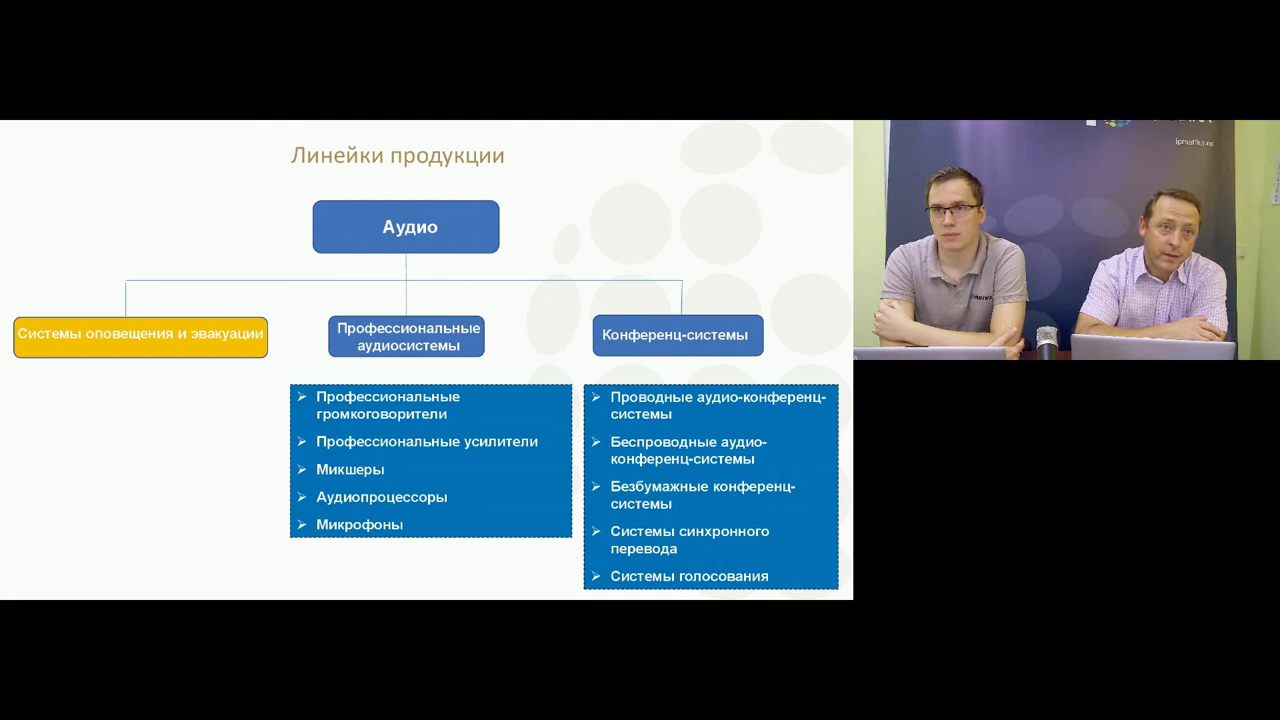 Линейки продукции
Аудио
Системы оповещения и эвакуации
Профессиональные
аудиосистемы
Конференц-системы
Профессиональные
громкоговорители
Профессиональные усилители
Микшеры
Аудиопроцессоры
Микрофоны
Проводные аудио-конференц-
системы
Беспроводные аудио-
конференц-системы
Безбумажные конференц-
системы
Системы синхронного
перевода
Системы голосования
ipmatika.ru